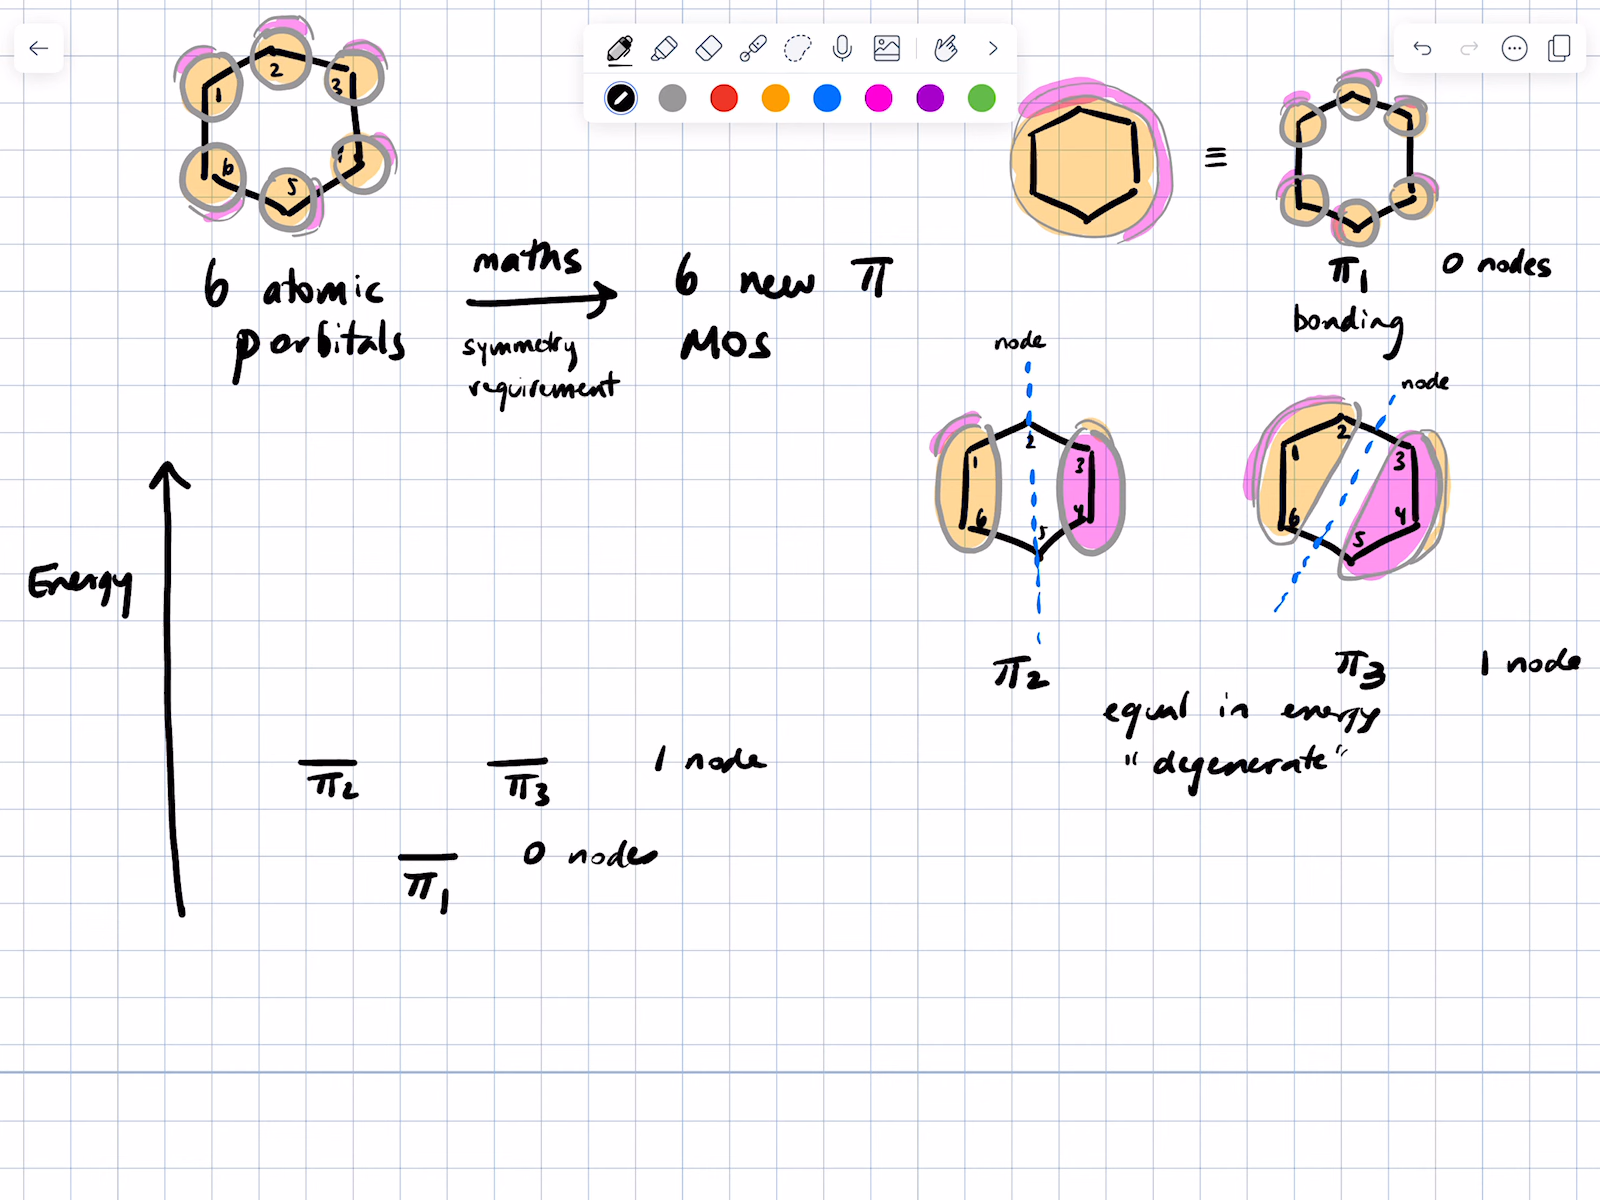 1
2
3
6
5
6 atomic
p orbitals
maths
symmetry
requirement
6 new π
MOs
≡
π1
0 nodes
bonding
node
1
2
3
6
5
4
π2
node
1
2
3
6
5
4
π3
1 node
equal in energy
"degenerate"
Energy
π2
π3
1 node
0 nodes
π1